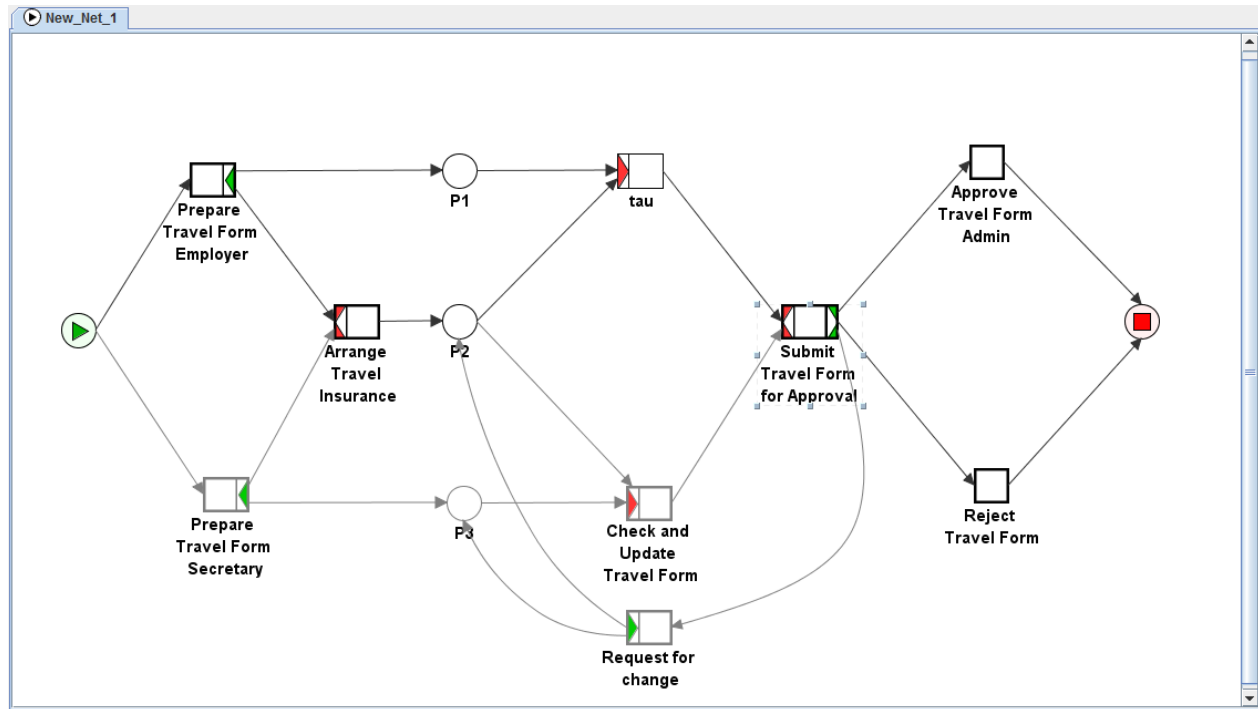 New_Net_1
Prepare
Travel Form
Employer
P1
tau
Approve
Travel Form
Admin
Arrange
Travel
Insurance
P2
Submit
Travel Form
for Approval
Prepare
Travel Form
Secretary
P3
Check and
Update
Travel Form
Reject
Travel Form
Request for
change